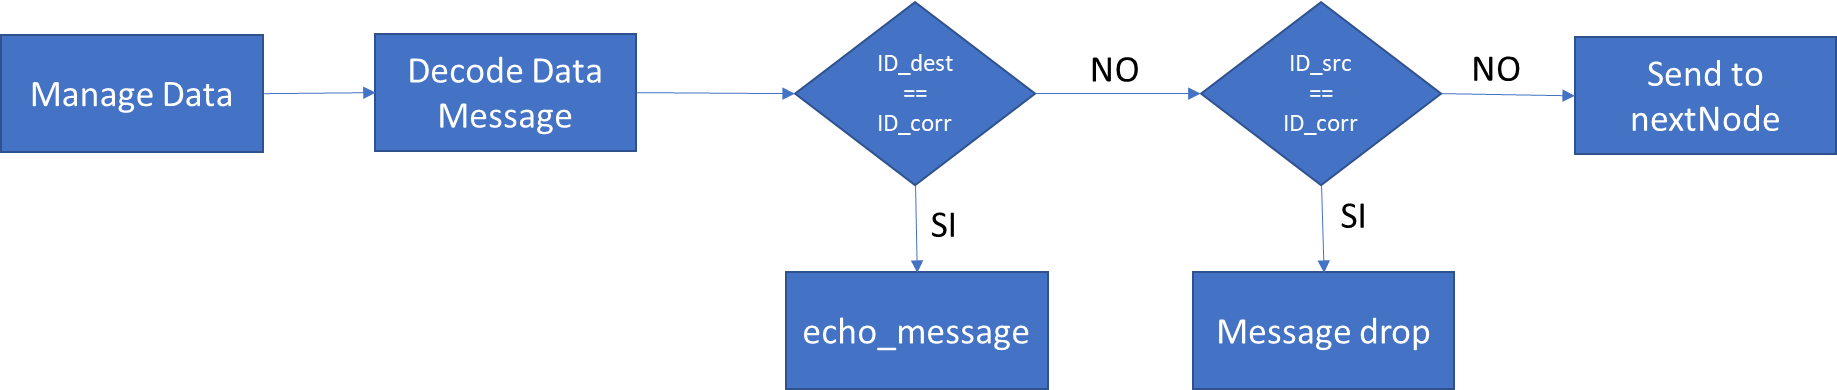 Manage Data
Decode Data
Message
ID_dest
==
ID_corr
NO
ID_src
==
ID_corr
NO
Send to
nextNode
SI
SI
echo_message
Message drop